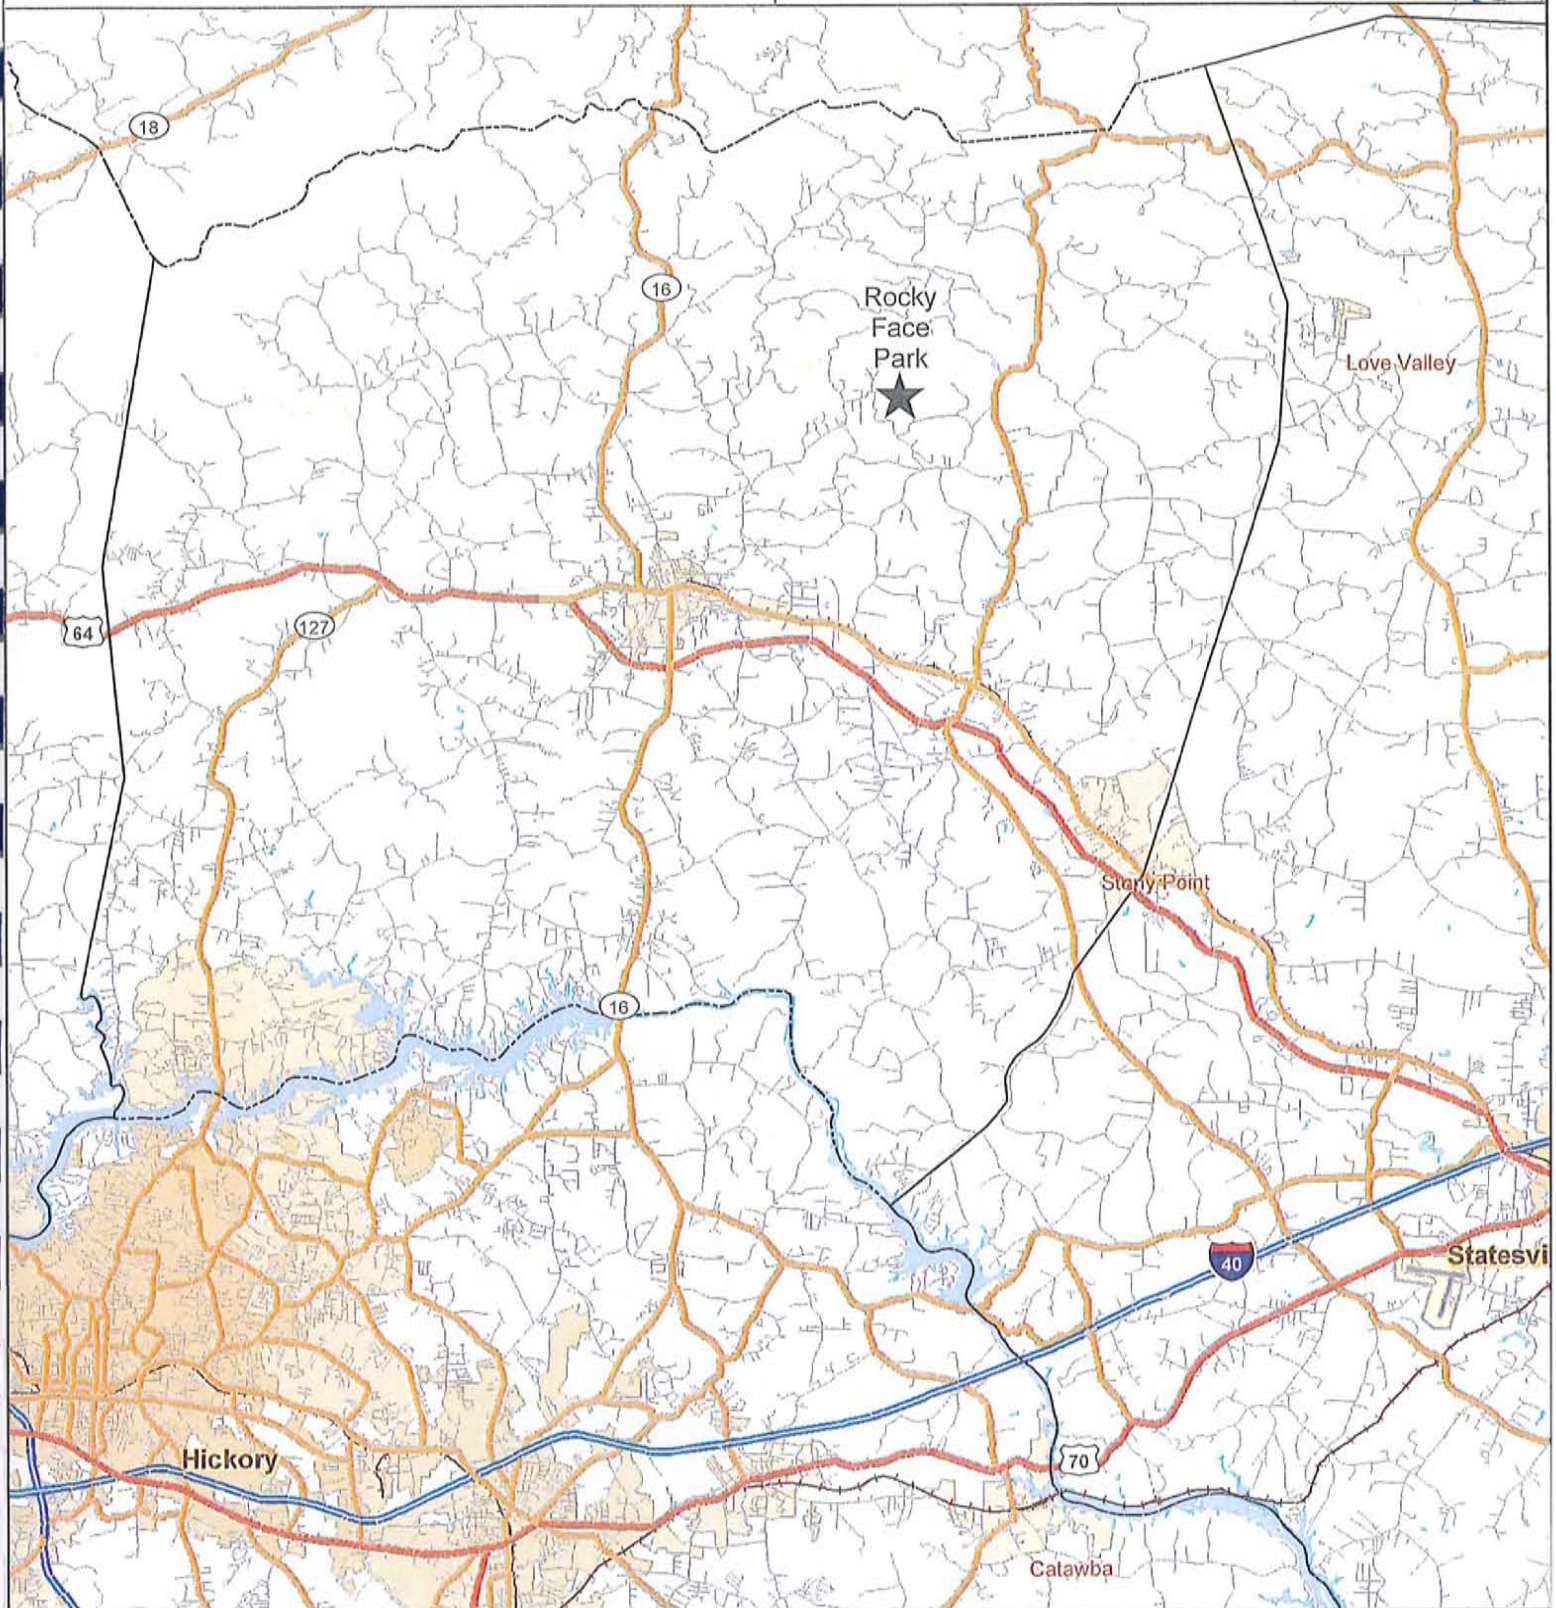 18
16
Rocky
Face
Park
Love Valley
64
127
Stony Point
16
40
Statesvi
Hickory
70
Catawba